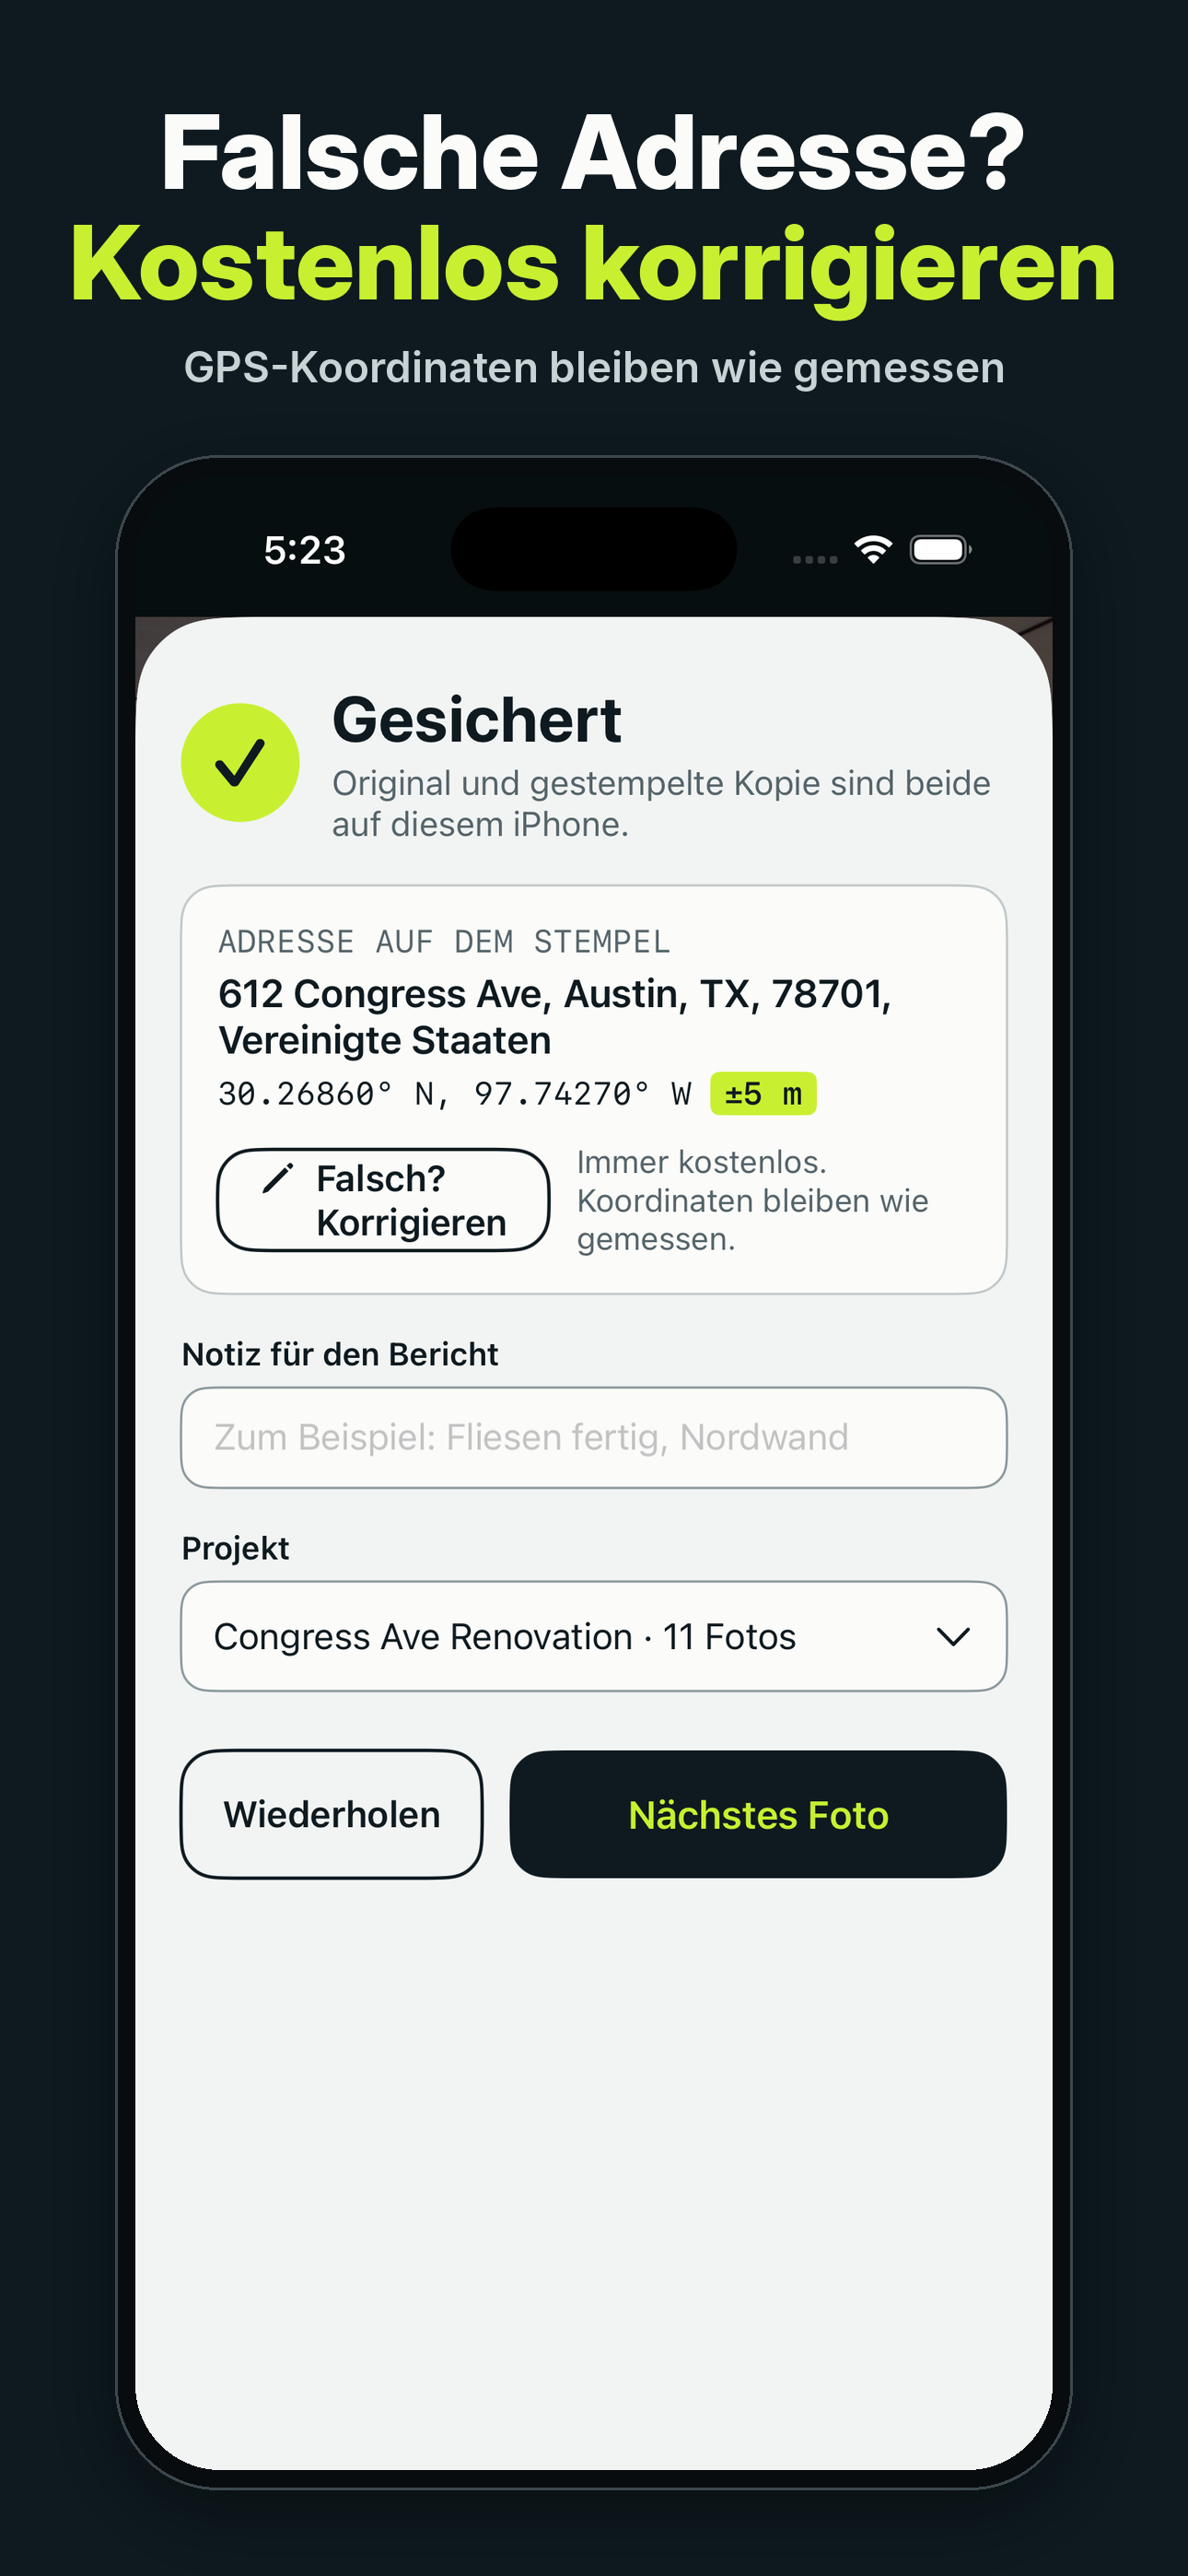 Falsche Adresse?
Kostenlos korrigieren
GPS-Koordinaten bleiben wie gemessen
5:23
Gesichert
Original und gestempelte Kopie sind beide
auf diesem iPhone.
ADRESSE AUF DEM STEMPEL
612 Congress Ave, Austin, TX, 78701,
Vereinigte Staaten
30.26860° N, 97.74270° W ±5 m
Falsch?
Korrigieren
Immer kostenlos.
Koordinaten bleiben wie
gemessen.
Notiz für den Bericht
Zum Beispiel: Fliesen fertig, Nordwand
Projekt
Congress Ave Renovation · 11 Fotos
Wiederholen
Nächstes Foto